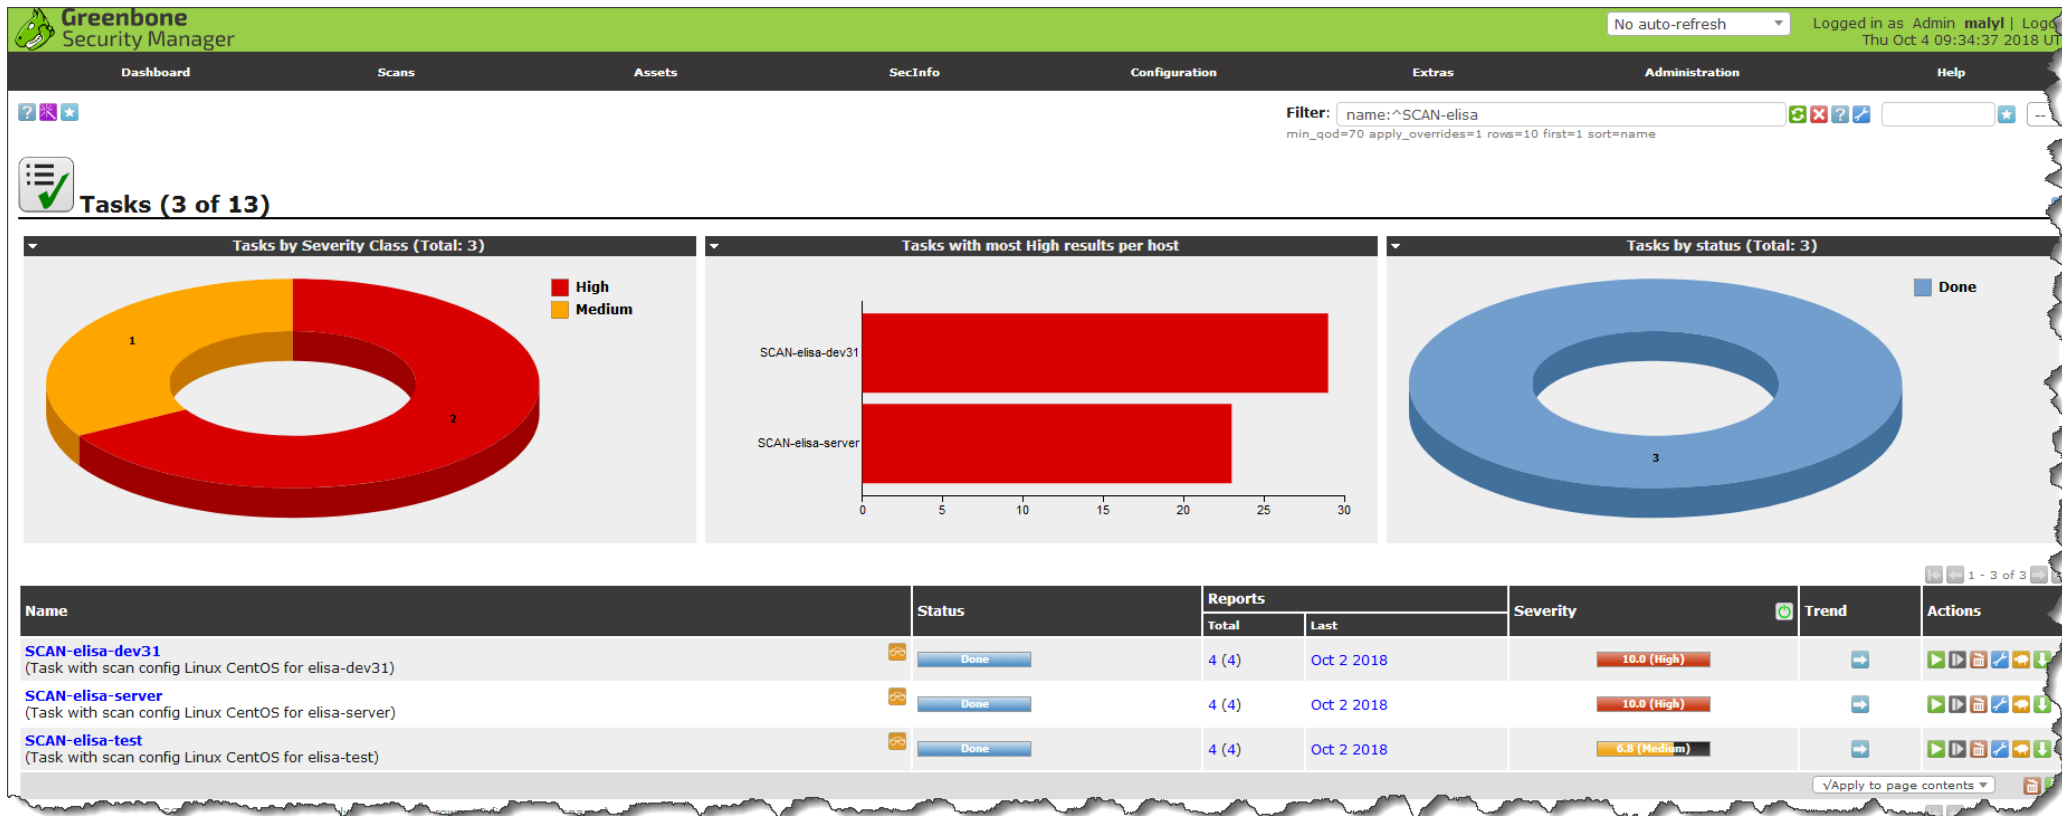 Greenbone
Security Manager
No auto-refresh
Logged in as Admin malyl | Logo
Thu Oct 4 09:34:37 2018 UT
Dashboard Scans Assets SecInfo Configuration Extras Administration Help
Filter: name:^SCAN-elisa
--
min_qod=70 apply_overrides=1 rows=10 first=1 sort=name
Tasks (3 of 13)
Tasks by Severity Class (Total: 3)
High
Medium
1
2
Tasks with most High results per host
SCAN-elisa-dev31
SCAN-elisa-server
0 5 10 15 20 25 30
Tasks by status (Total: 3)
Done
3
1 - 3 of 3
Name Status Reports Severity Trend Actions
Total Last
SCAN-elisa-dev31
(Task with scan config Linux CentOS for elisa-dev31)
Done 4 (4) Oct 2 2018 10.0 (High)
SCAN-elisa-server
(Task with scan config Linux CentOS for elisa-server)
Done 4 (4) Oct 2 2018 10.0 (High)
SCAN-elisa-test
(Task with scan config Linux CentOS for elisa-test)
Done 4 (4) Oct 2 2018 6.8 (Medium)
√Apply to page contents